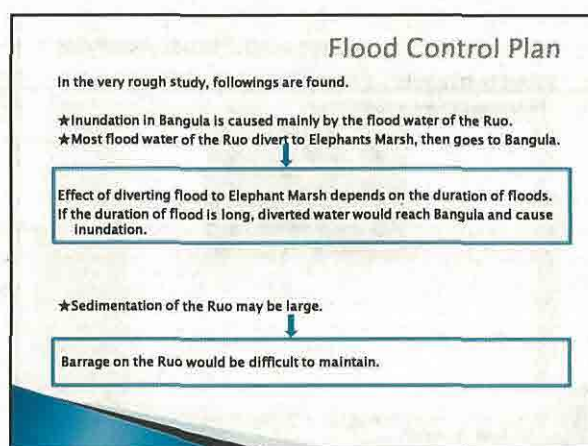 Flood Control Plan
In the very rough study, followings are found.
★Inundation in Bangula is caused mainly by the flood water of the Ruo.
★Most flood water of the Ruo divert to Elephants Marsh, then goes to Bangula.
Effect of diverting flood to Elephant Marsh depends on the duration of floods.
If the duration of flood is long, diverted water would reach Bangula and cause
inundation.
★Sedimentation of the Ruo may be large.
Barrage on the Ruo would be difficult to maintain.